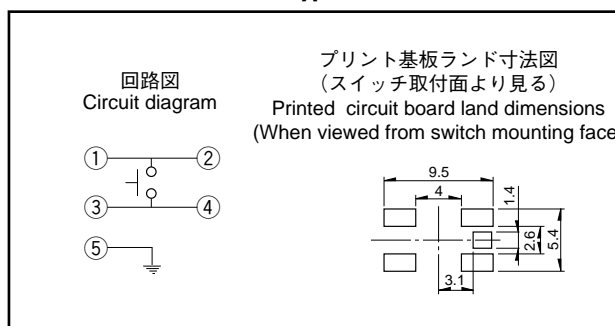 回路図
Circuit diagram
① ②
③ ④
⑤
プリント基板ランド寸法図
（スイッチ取付面より見る）
Printed circuit board land dimensions
(When viewed from switch mounting face
9.5
4
1.4
2.6
5.4
3.1